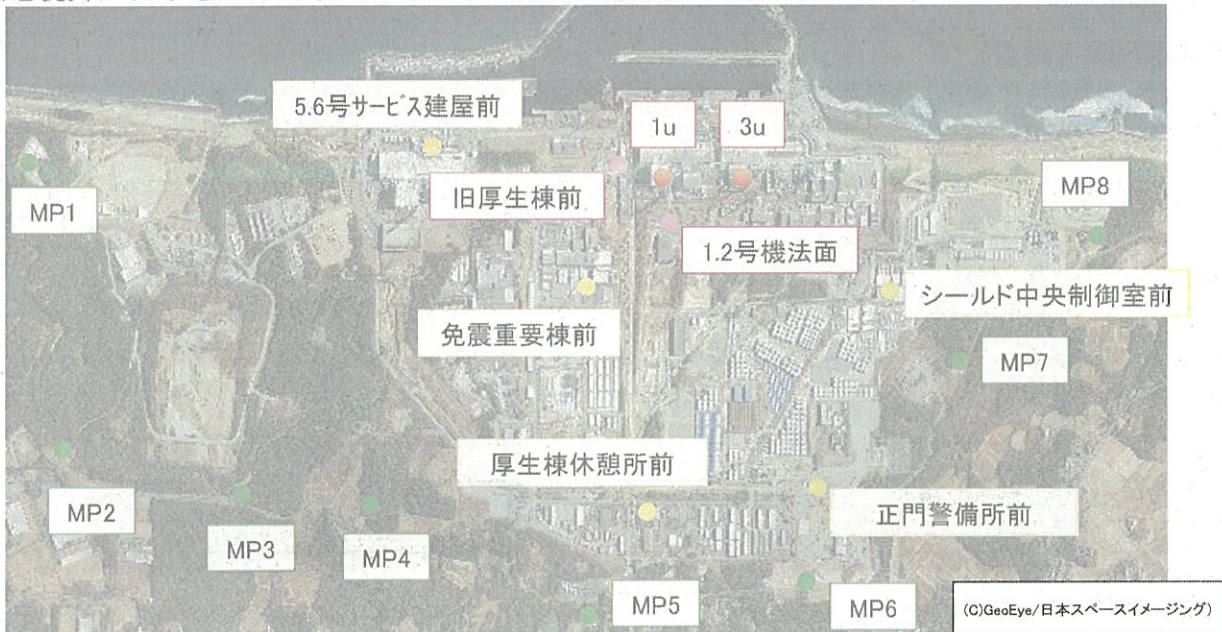 5.6号サービス建屋前
1u
3u
旧厚生棟前
MP1
MP8
1.2号機法面
シールド中央制御室前
免震重要棟前
MP7
厚生棟休憩所前
正門警備所前
MP2
MP3
MP4
MP5
MP6
(C)GeoEye/日本スペースイメージング)